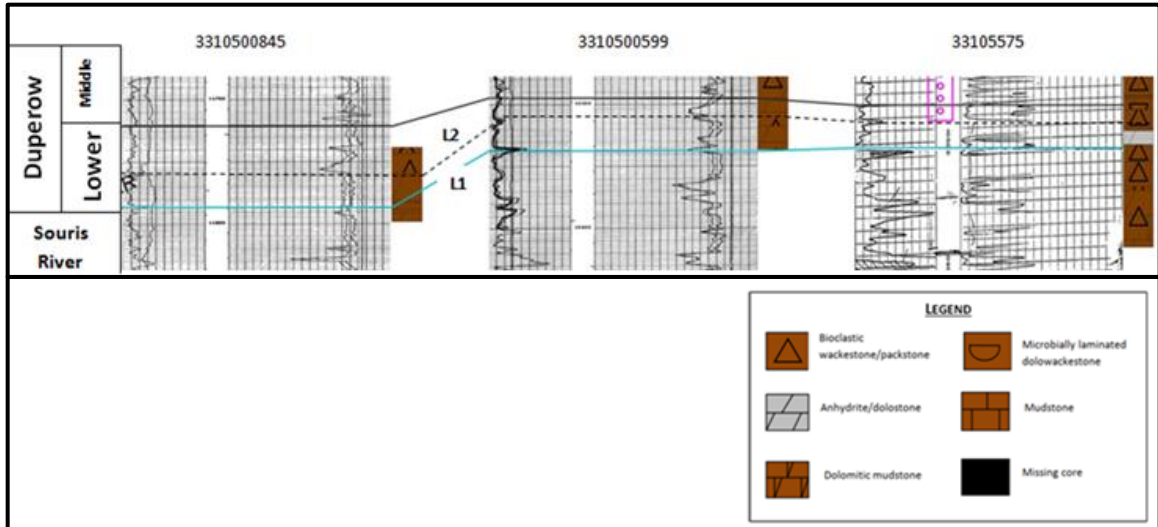 3310500845
3310500599
33105575
Duperow
Middle
Lower
Souris
River
L2
L1
LEGEND
Bioclastic
wackestone/packstone
Microbially laminated
dolowackestone
Anhydrite/dolostone
Mudstone
Dolomitic mudstone
Missing core